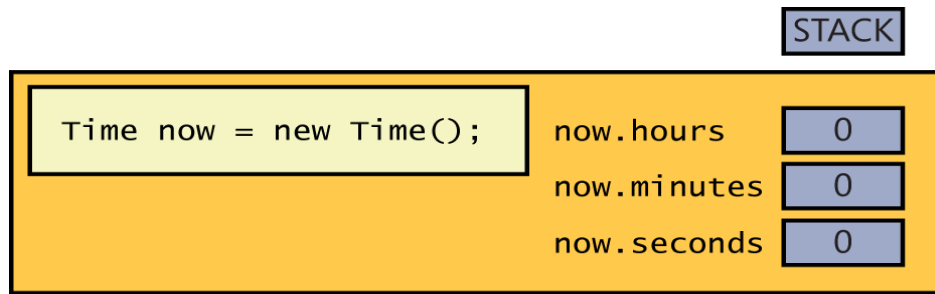 STACK
Time now = new Time();
now.hours 0
now.minutes 0
now.seconds 0